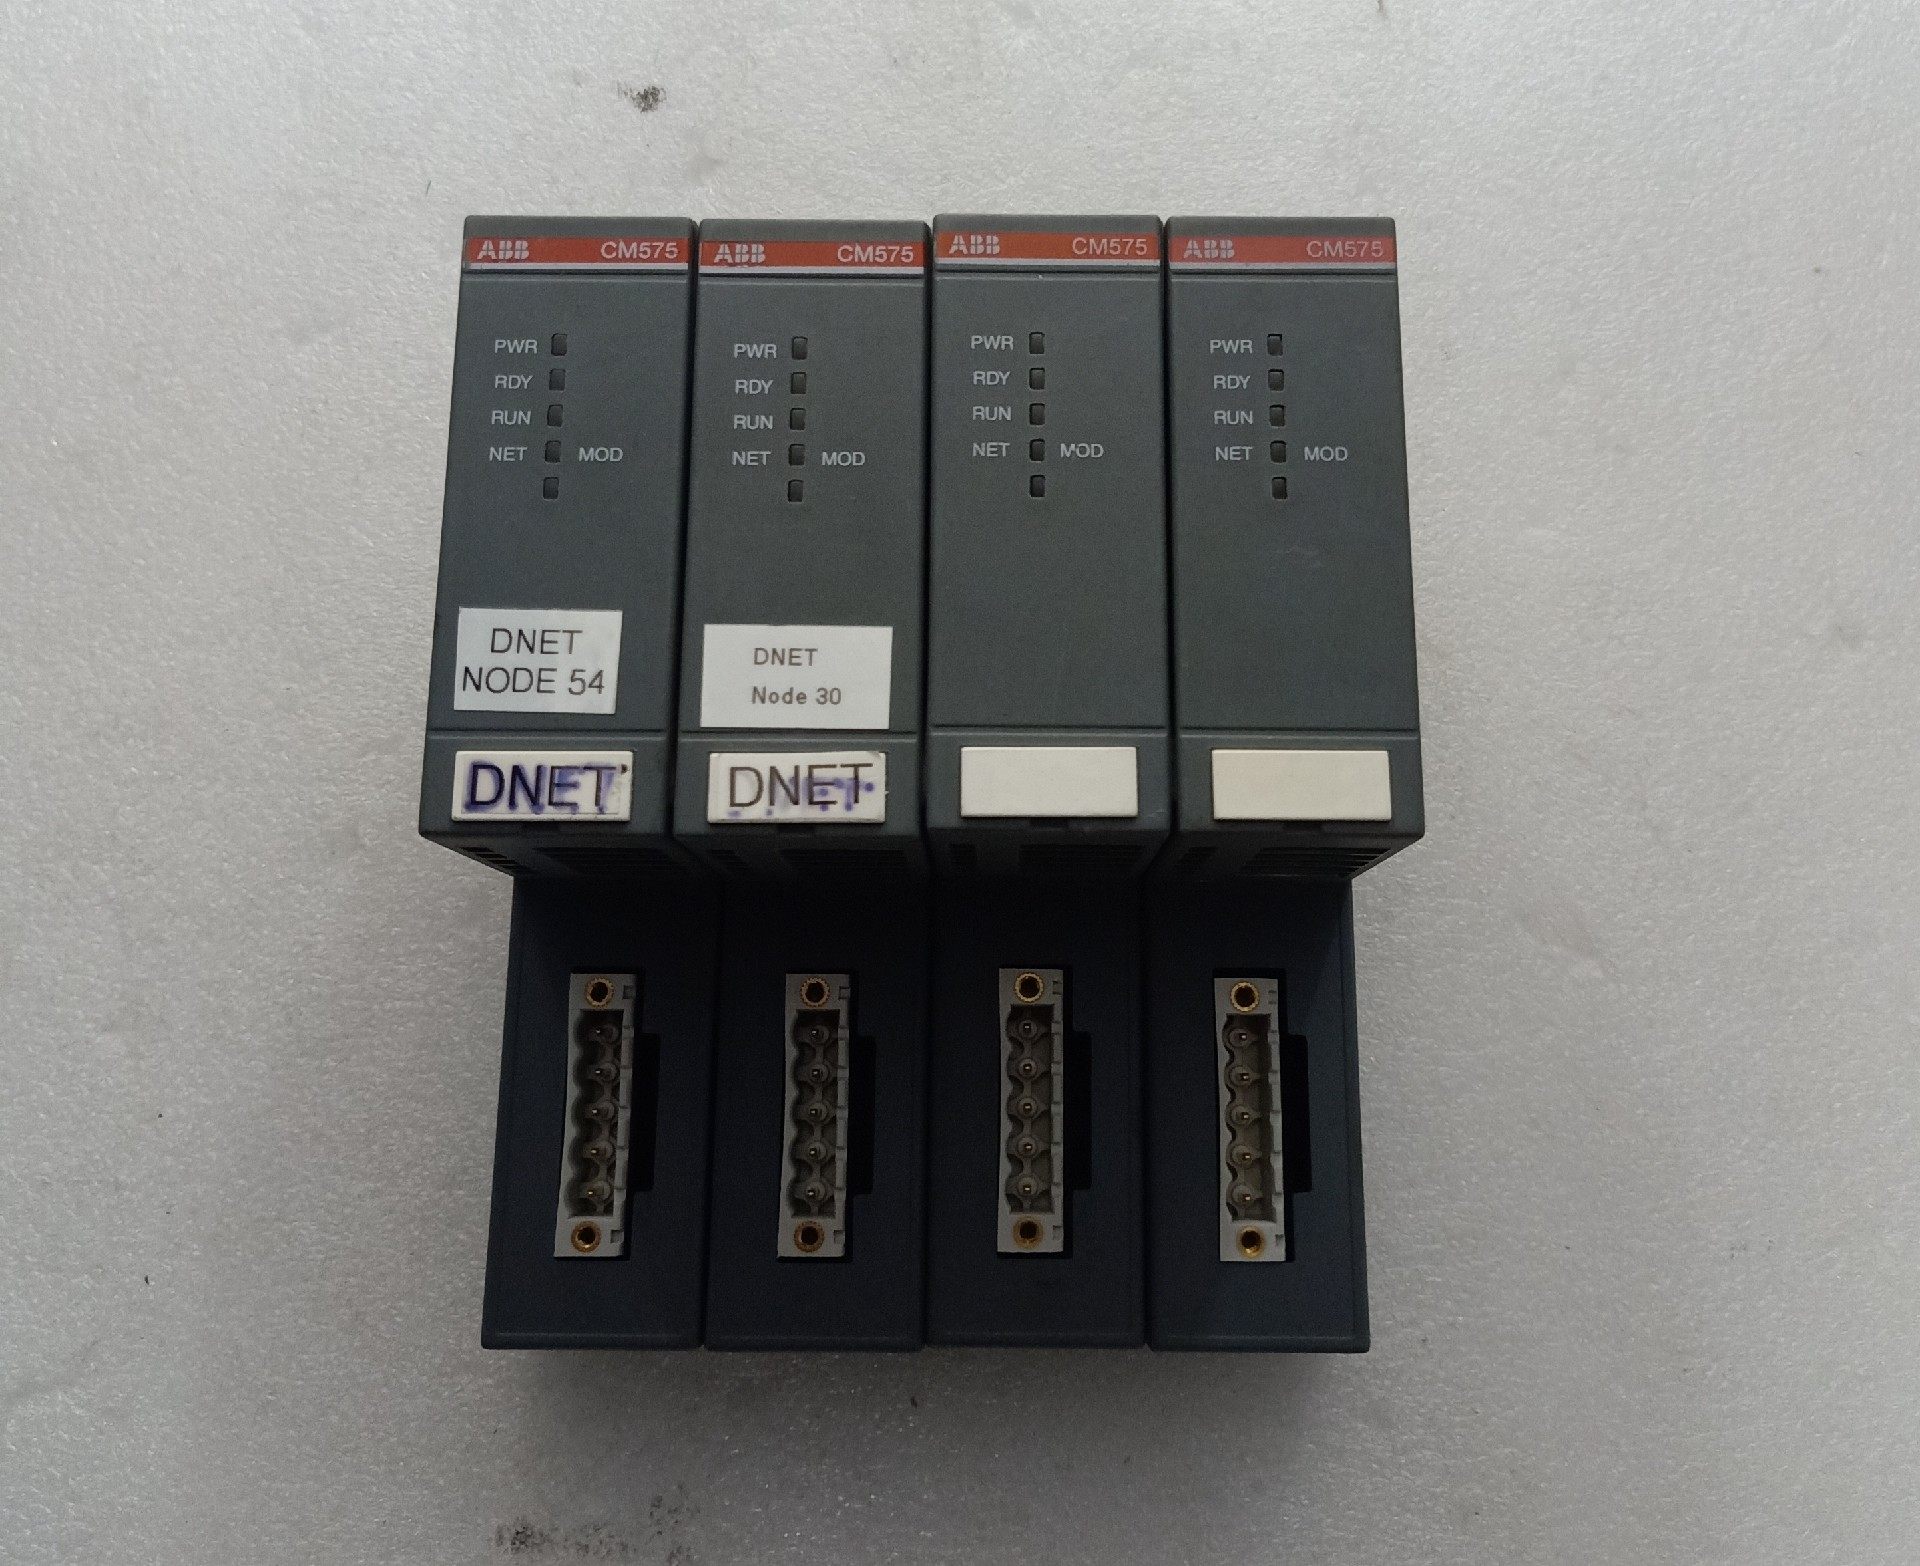 ABB CM575
PWR
RDY
RUN
NET MOD
DNET
NODE 54
DNET
ABB CM575
PWR
RDY
RUN
NET MOD
DNET
Node 30
DNET
ABB CM575
PWR
RDY
RUN
NET MOD
ABB CM575
PWR
RDY
RUN
NET MOD